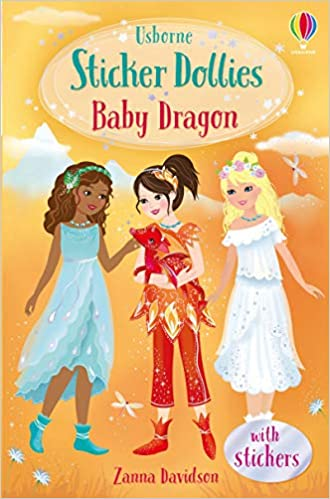 Usborne
USBORNE
Sticker Dollies
Baby Dragon
with
stickers
Zanna Davidson